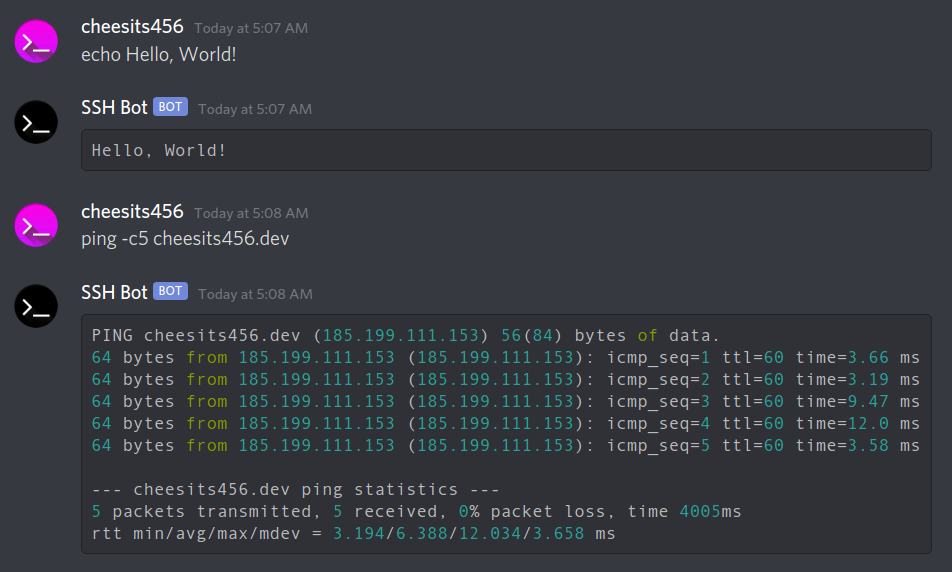 cheesits456 Today at 5:07 AM
echo Hello, World!
SSH Bot BOT Today at 5:07 AM
Hello, World!
cheesits456 Today at 5:08 AM
ping -c5 cheesits456.dev
SSH Bot BOT Today at 5:08 AM
PING cheesits456.dev (185.199.111.153) 56(84) bytes of data.
64 bytes from 185.199.111.153 (185.199.111.153): icmp_seq=1 ttl=60 time=3.66 ms
64 bytes from 185.199.111.153 (185.199.111.153): icmp_seq=2 ttl=60 time=3.19 ms
64 bytes from 185.199.111.153 (185.199.111.153): icmp_seq=3 ttl=60 time=9.47 ms
64 bytes from 185.199.111.153 (185.199.111.153): icmp_seq=4 ttl=60 time=12.0 ms
64 bytes from 185.199.111.153 (185.199.111.153): icmp_seq=5 ttl=60 time=3.58 ms
--- cheesits456.dev ping statistics ---
5 packets transmitted, 5 received, 0% packet loss, time 4005ms
rtt min/avg/max/mdev = 3.194/6.388/12.034/3.658 ms